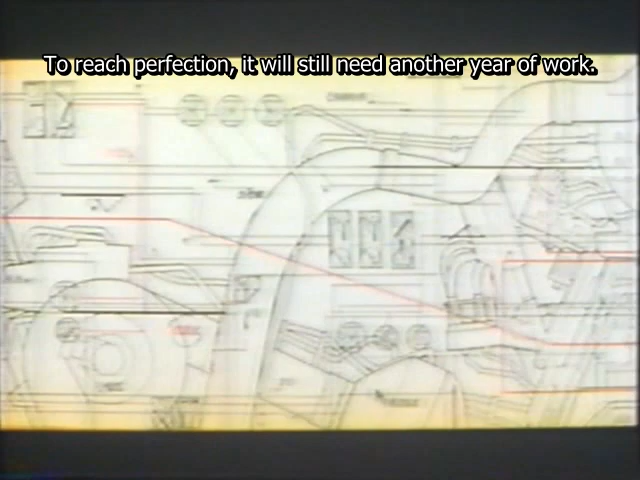 To reach perfection, it will still need another year of work.